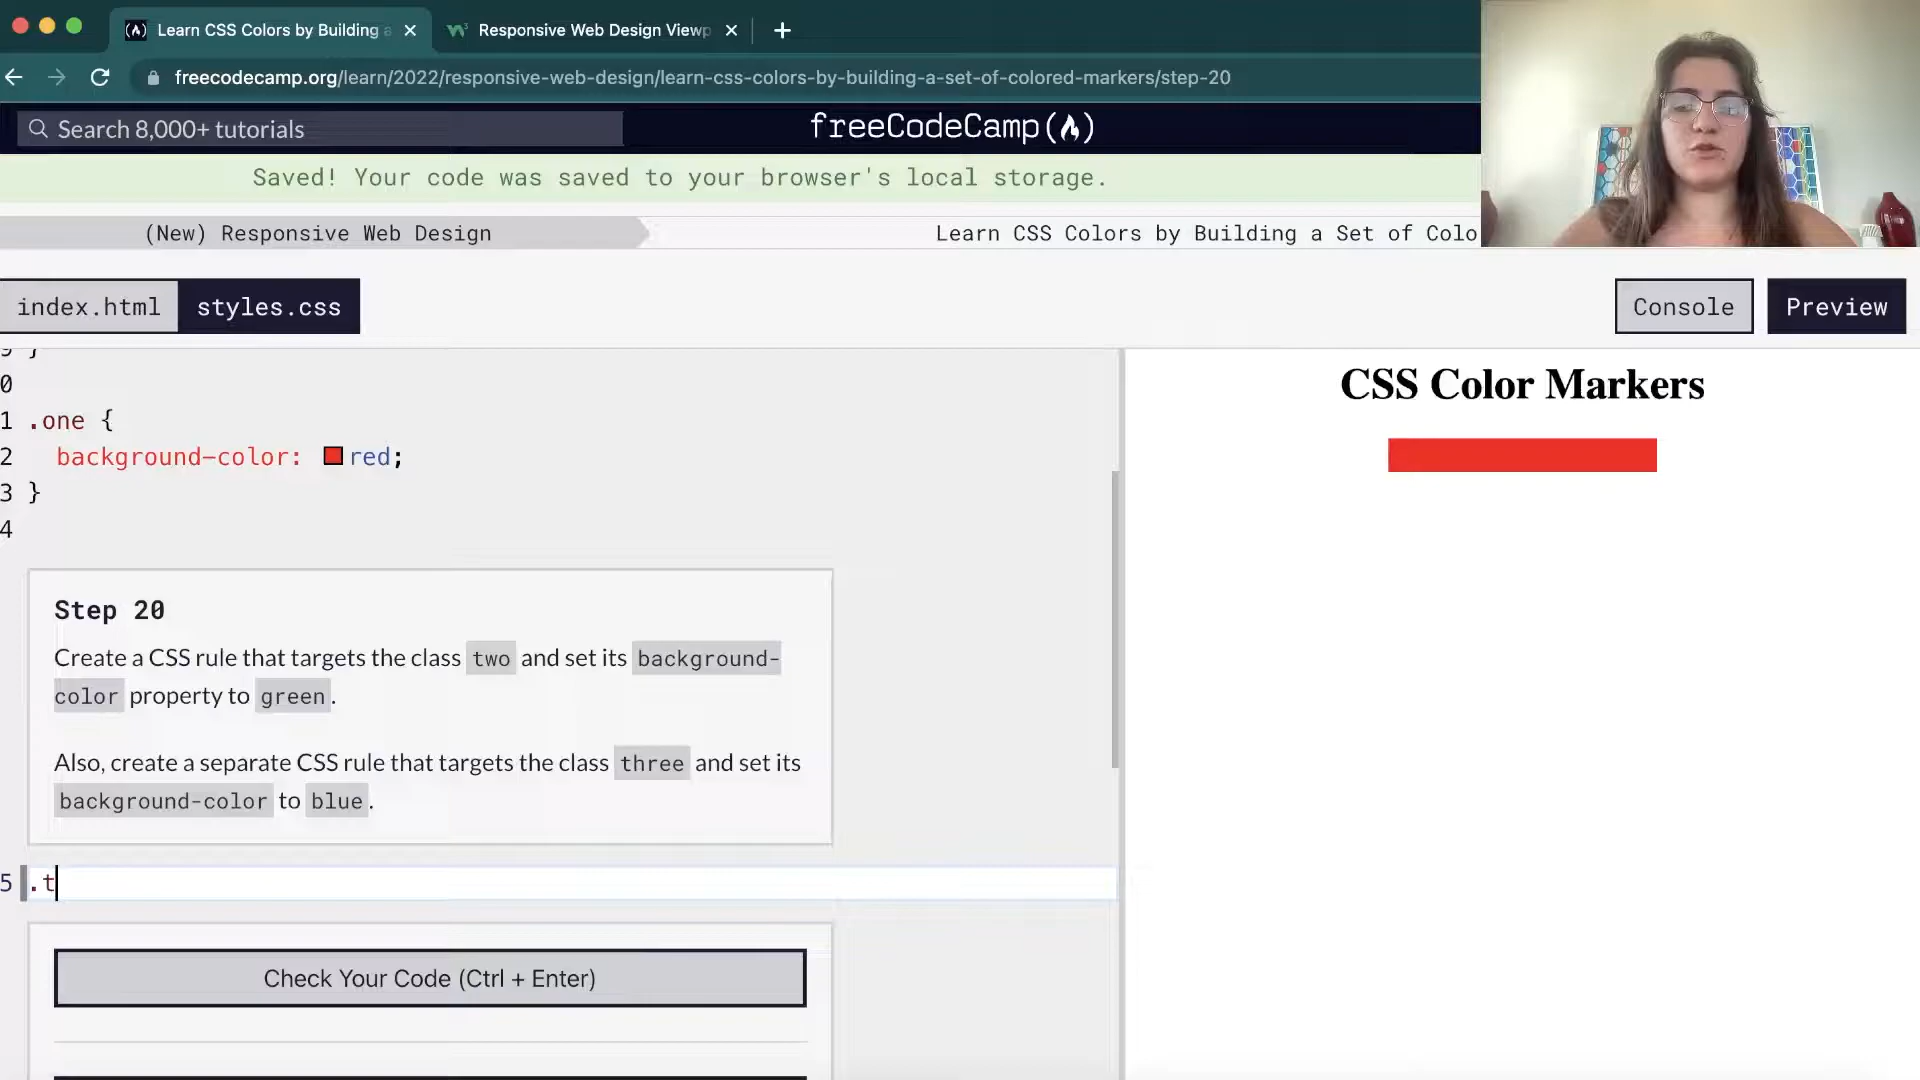 Learn CSS Colors by Building a
Responsive Web Design Viewp
freecodecamp.org/learn/2022/responsive-web-design/learn-css-colors-by-building-a-set-of-colored-markers/step-20
Search 8,000+ tutorials
freeCodeCamp
Saved! Your code was saved to your browser's local storage.
(New) Responsive Web Design
Learn CSS Colors by Building a Set of Colo
index.html
styles.css
Console
Preview
9 }
0
1 .one {
2 background-color: red;
3 }
4
Step 20
Create a CSS rule that targets the class two and set its background-
color property to green.
Also, create a separate CSS rule that targets the class three and set its
background-color to blue.
5 .t
Check Your Code (Ctrl + Enter)
CSS Color Markers